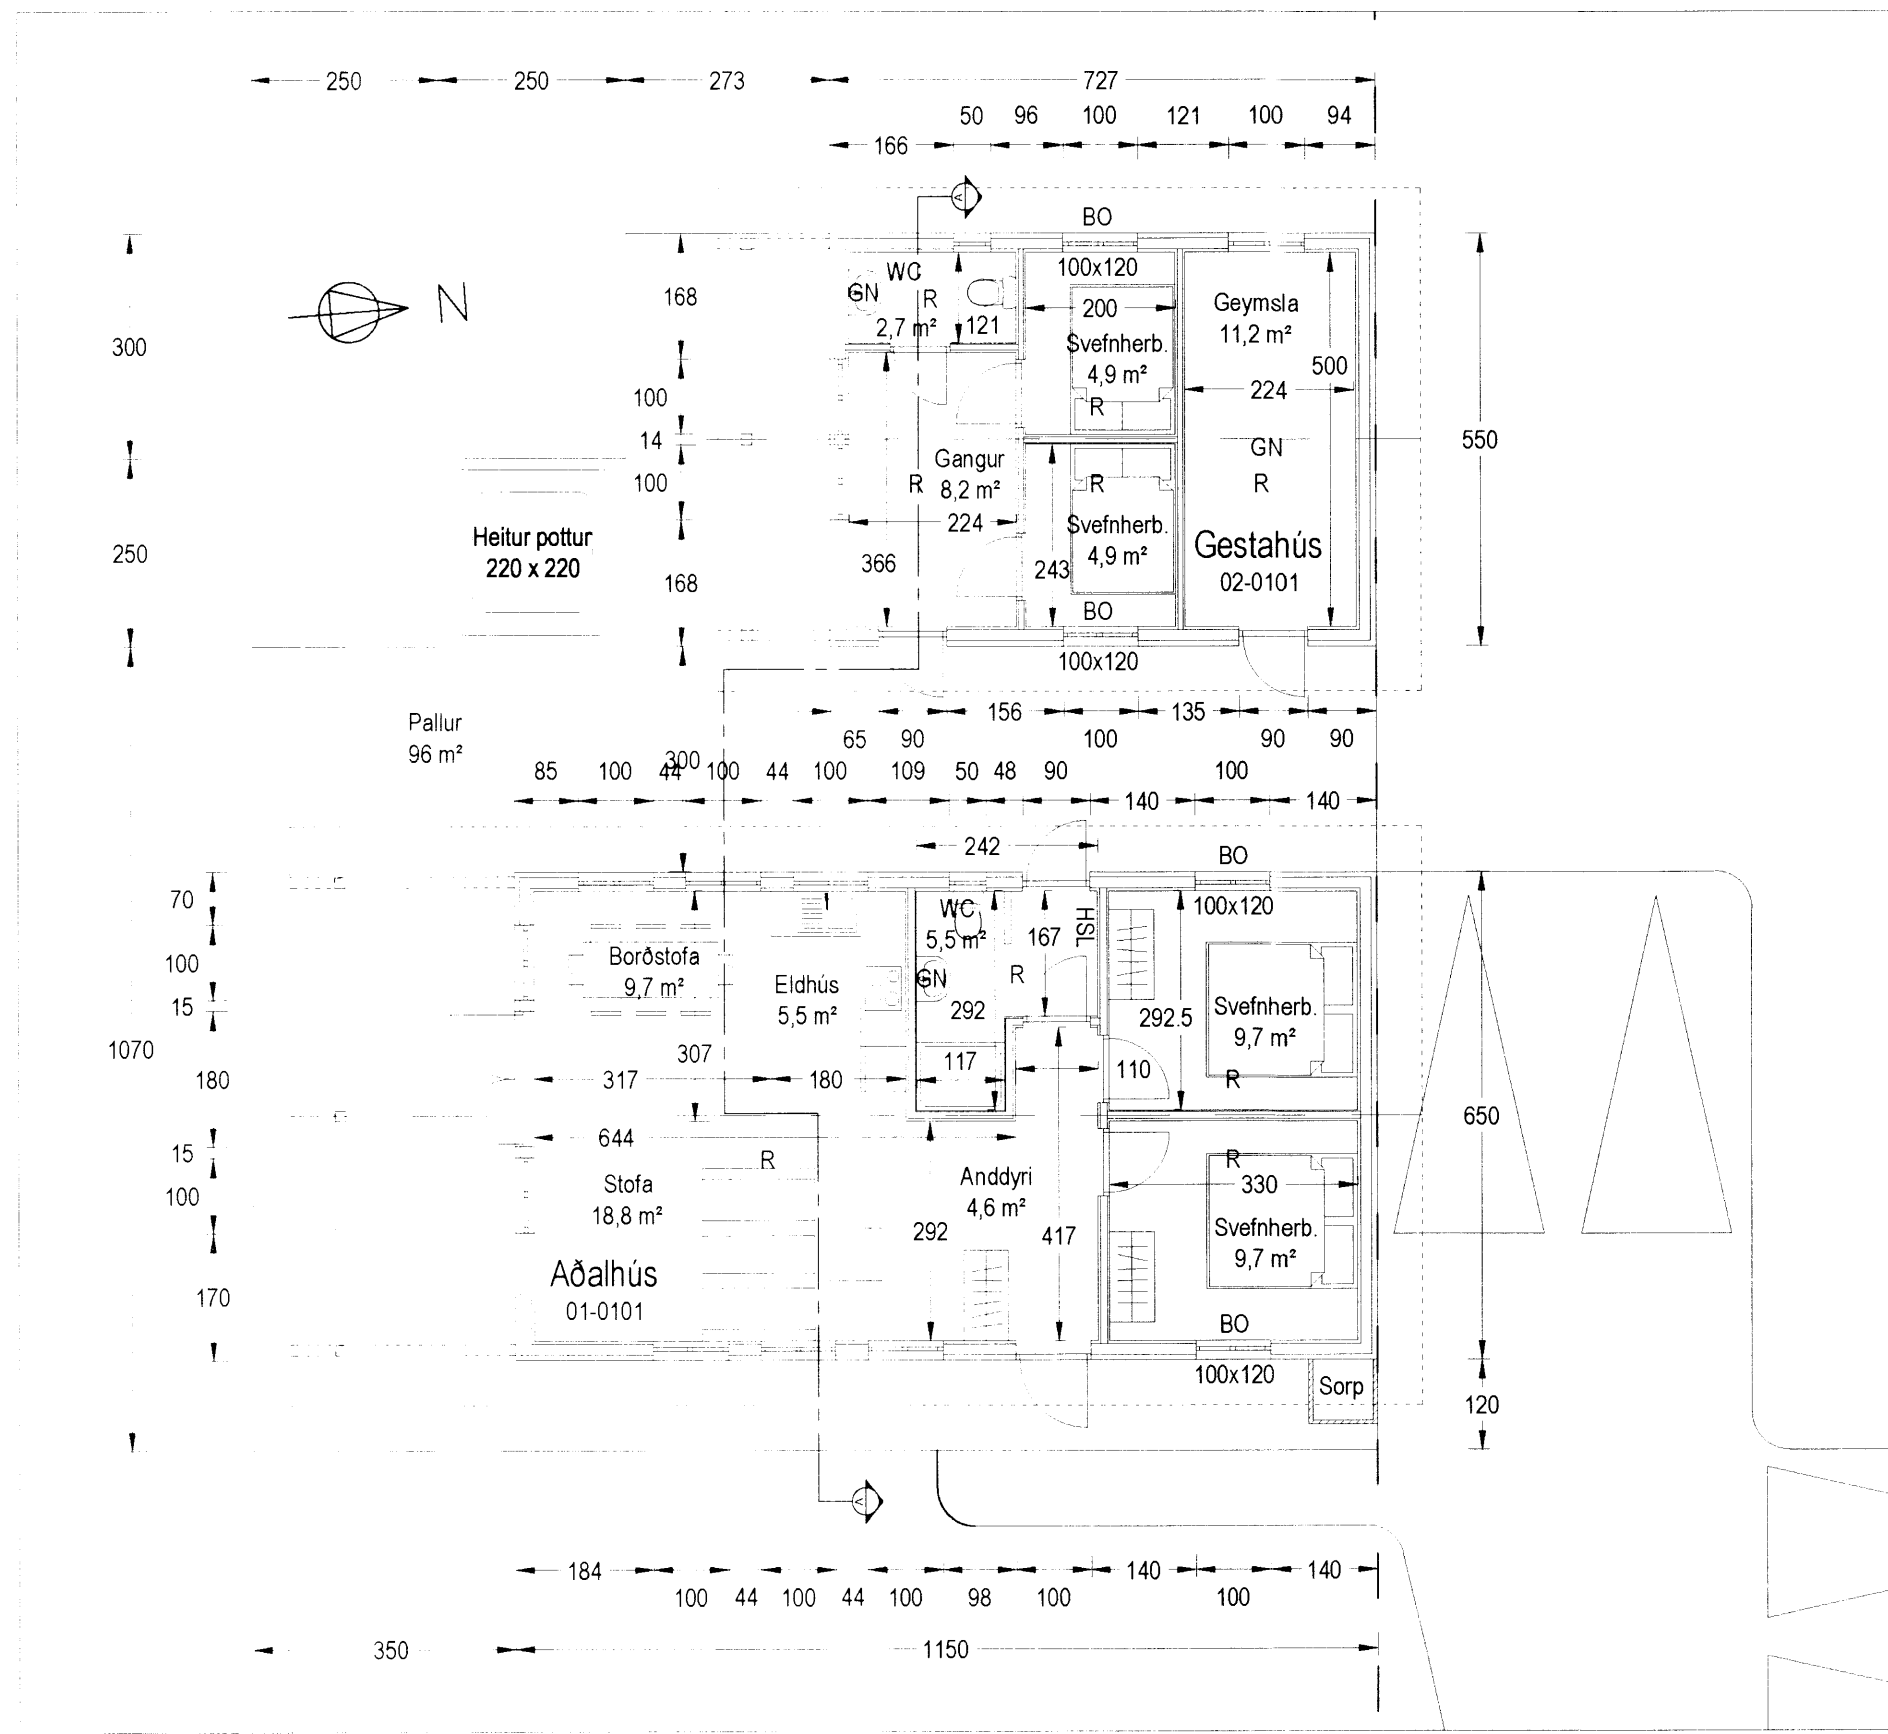 250 250 273 727
50 96 100 121 100 94
166
A
BO
100x120
WC
GN
R
2,7 m²
121
200
Svefnherb.
4,9 m²
R
Geymsla
11,2 m²
500
224
GN
R
Gestahús
02-0101
N
300
250
168
100
14
100
168
550
Heitur pottur
220 x 220
Gangur
8,2 m²
R
224
366
243
R
Svefnherb.
4,9 m²
BO
100x120
Pallur
96 m²
156 135
65 90 100 90 90
300
85 100 44 100 44 100 109 50 48 90 100
140 140
242
BO
100x120
70
100
15
180
15
100
170
1070
Borðstofa
9,7 m²
Eldhús
5,5 m²
WC
5,5 m²
GN
R
292
117
167
HSL
292.5
110
Svefnherb.
9,7 m²
R
307
317
180
644
R
Stofa
18,8 m²
Aðalhús
01-0101
Anddyri
4,6 m²
292
417
R
330
Svefnherb.
9,7 m²
BO
100x120
Sorp
650
120
A
184 140 140
100 44 100 44 100 98 100 100
350 1150